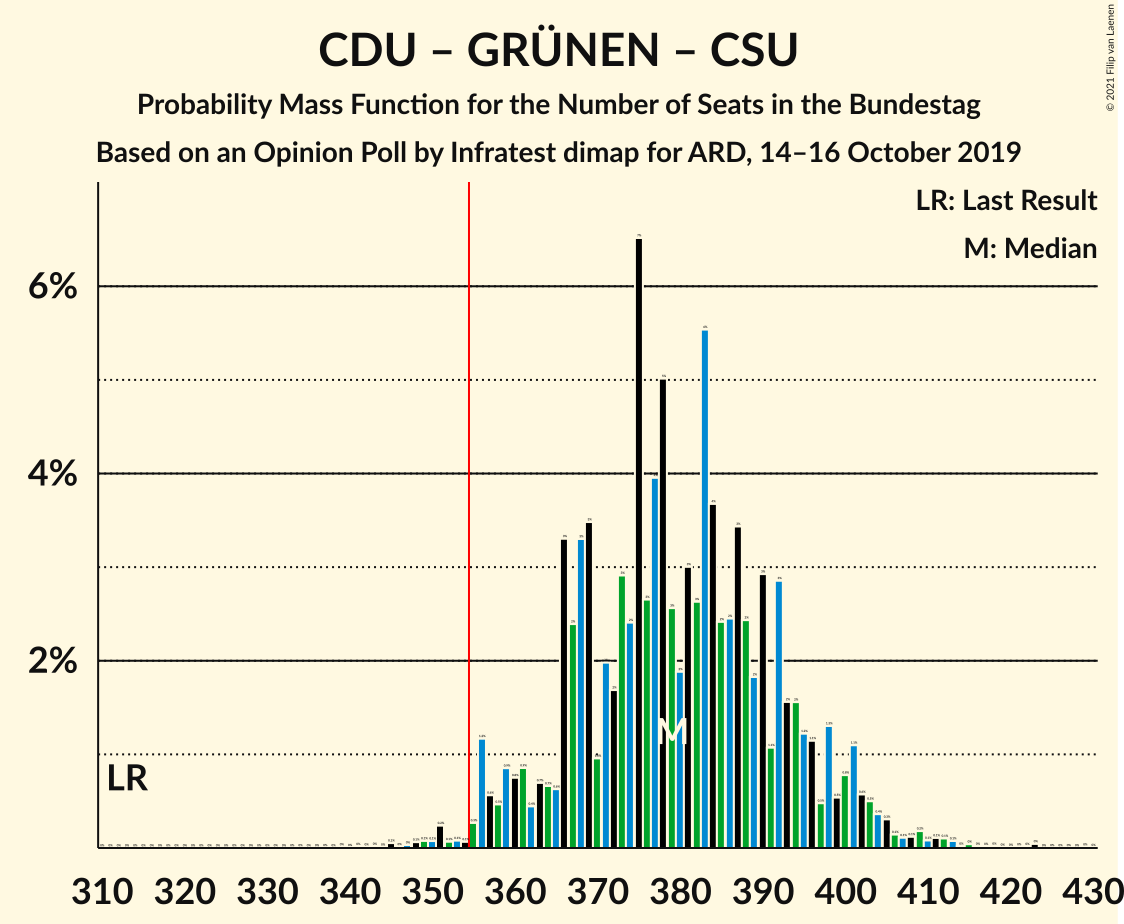 CDU – GRÜNEN – CSU
Probability Mass Function for the Number of Seats in the Bundestag
Based on an Opinion Poll by Infratest dimap for ARD, 14–16 October 2019
© 2021 Filip van Laenen
LR: Last Result
M: Median
6%
4%
2%
LR
M
310 320 330 340 350 360 370 380 390 400 410 420 430